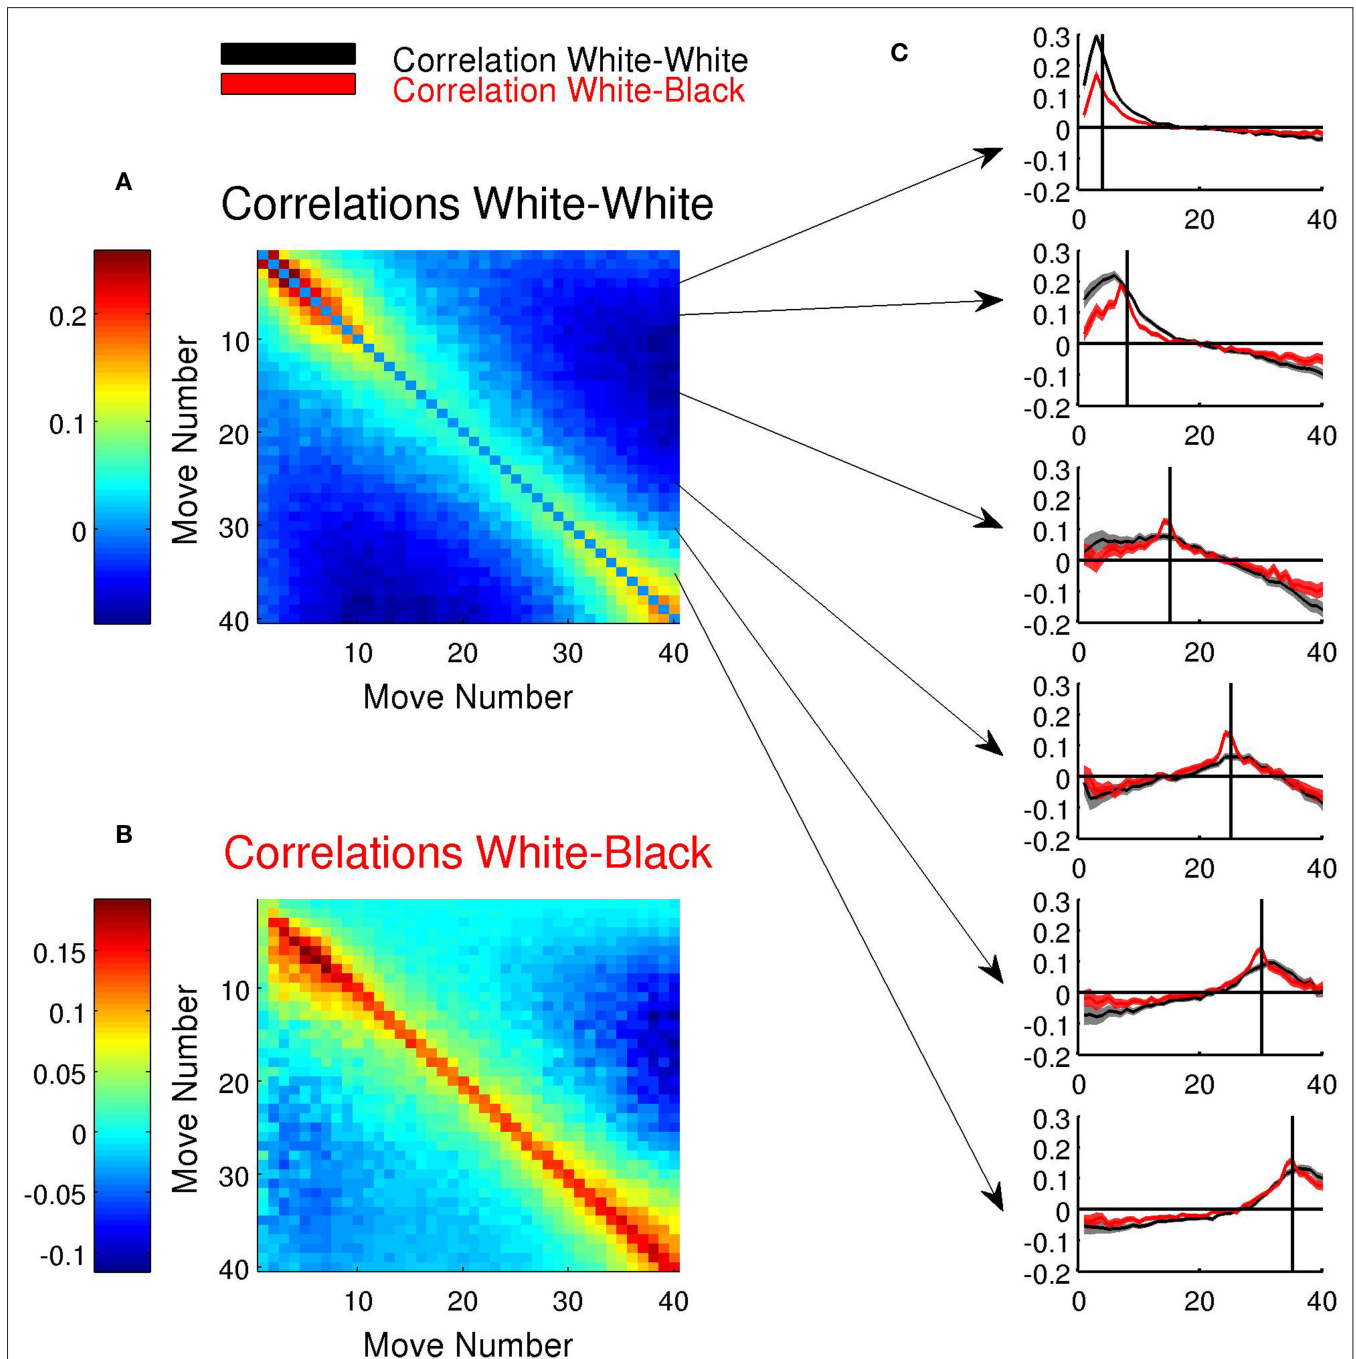 Correlation White-White
Correlation White-Black
A
Correlations White-White
0.2
0.1
0
Move Number
10
20
30
40
10 20 30 40
Move Number
B
Correlations White-Black
0.15
0.1
0.05
0
-0.05
-0.1
Move Number
10
20
30
40
10 20 30 40
Move Number
C
0.3
0.2
0.1
0
-0.1
-0.2
0 20 40
0.3
0.2
0.1
0
-0.1
-0.2
0 20 40
0.3
0.2
0.1
0
-0.1
-0.2
0 20 40
0.3
0.2
0.1
0
-0.1
-0.2
0 20 40
0.3
0.2
0.1
0
-0.1
-0.2
0 20 40
0.3
0.2
0.1
0
-0.1
-0.2
0 20 40